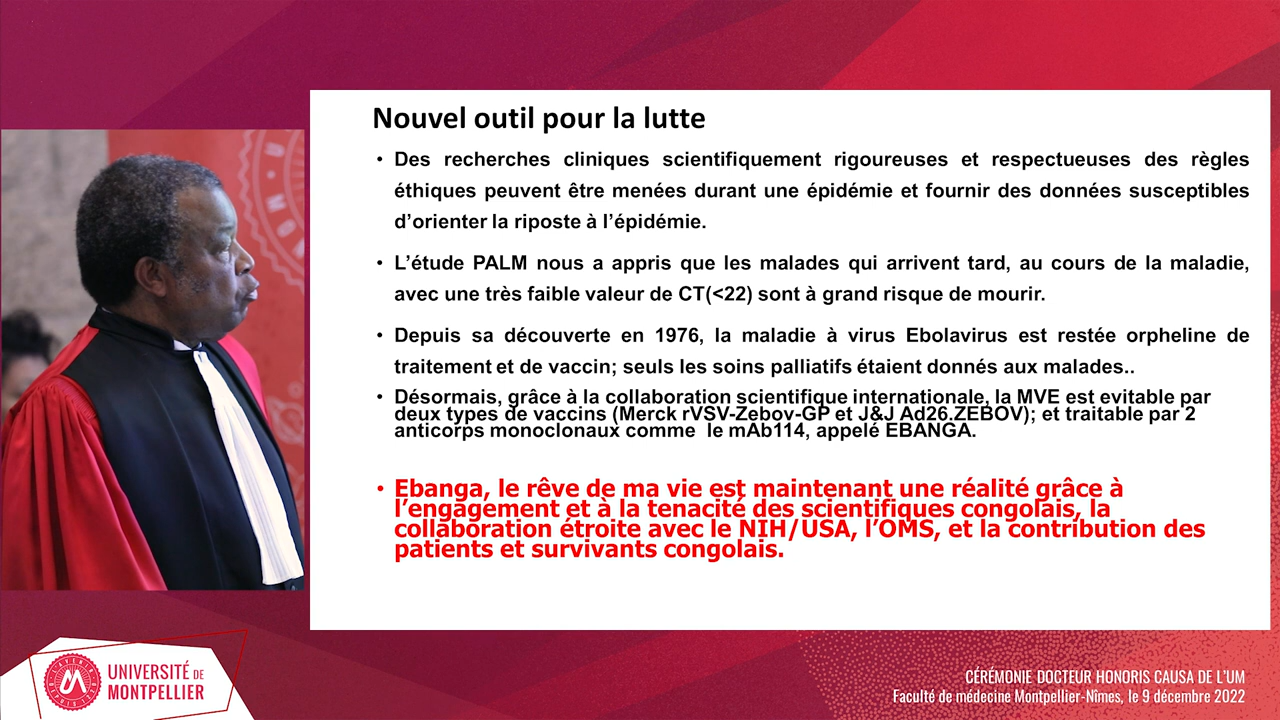 Nouvel outil pour la lutte
• Des recherches cliniques scientifiquement rigoureuses et respectueuses des règles
éthiques peuvent être menées durant une épidémie et fournir des données susceptibles
d’orienter la riposte à l’épidémie.
• L’étude PALM nous a appris que les malades qui arrivent tard, au cours de la maladie,
avec une très faible valeur de CT(<22) sont à grand risque de mourir.
• Depuis sa découverte en 1976, la maladie à virus Ebolavirus est restée orpheline de
traitement et de vaccin; seuls les soins palliatifs étaient donnés aux malades..
• Désormais, grâce à la collaboration scientifique internationale, la MVE est evitable par
deux types de vaccins (Merck rVSV-Zebov-GP et J&J Ad26.ZEBOV); et traitable par 2
anticorps monoclonaux comme le mAb114, appelé EBANGA.
• Ebanga, le rêve de ma vie est maintenant une réalité grâce à
l’engagement et à la tenacité des scientifiques congolais, la
collaboration étroite avec le NIH/USA, l’OMS, et la contribution des
patients et survivants congolais.
UNIVERSITÉ DE
MONTPELLIER
CÉRÉMONIE DOCTEUR HONORIS CAUSA DE L'UM
Faculté de médecine Montpellier-Nîmes, le 9 décembre 2022